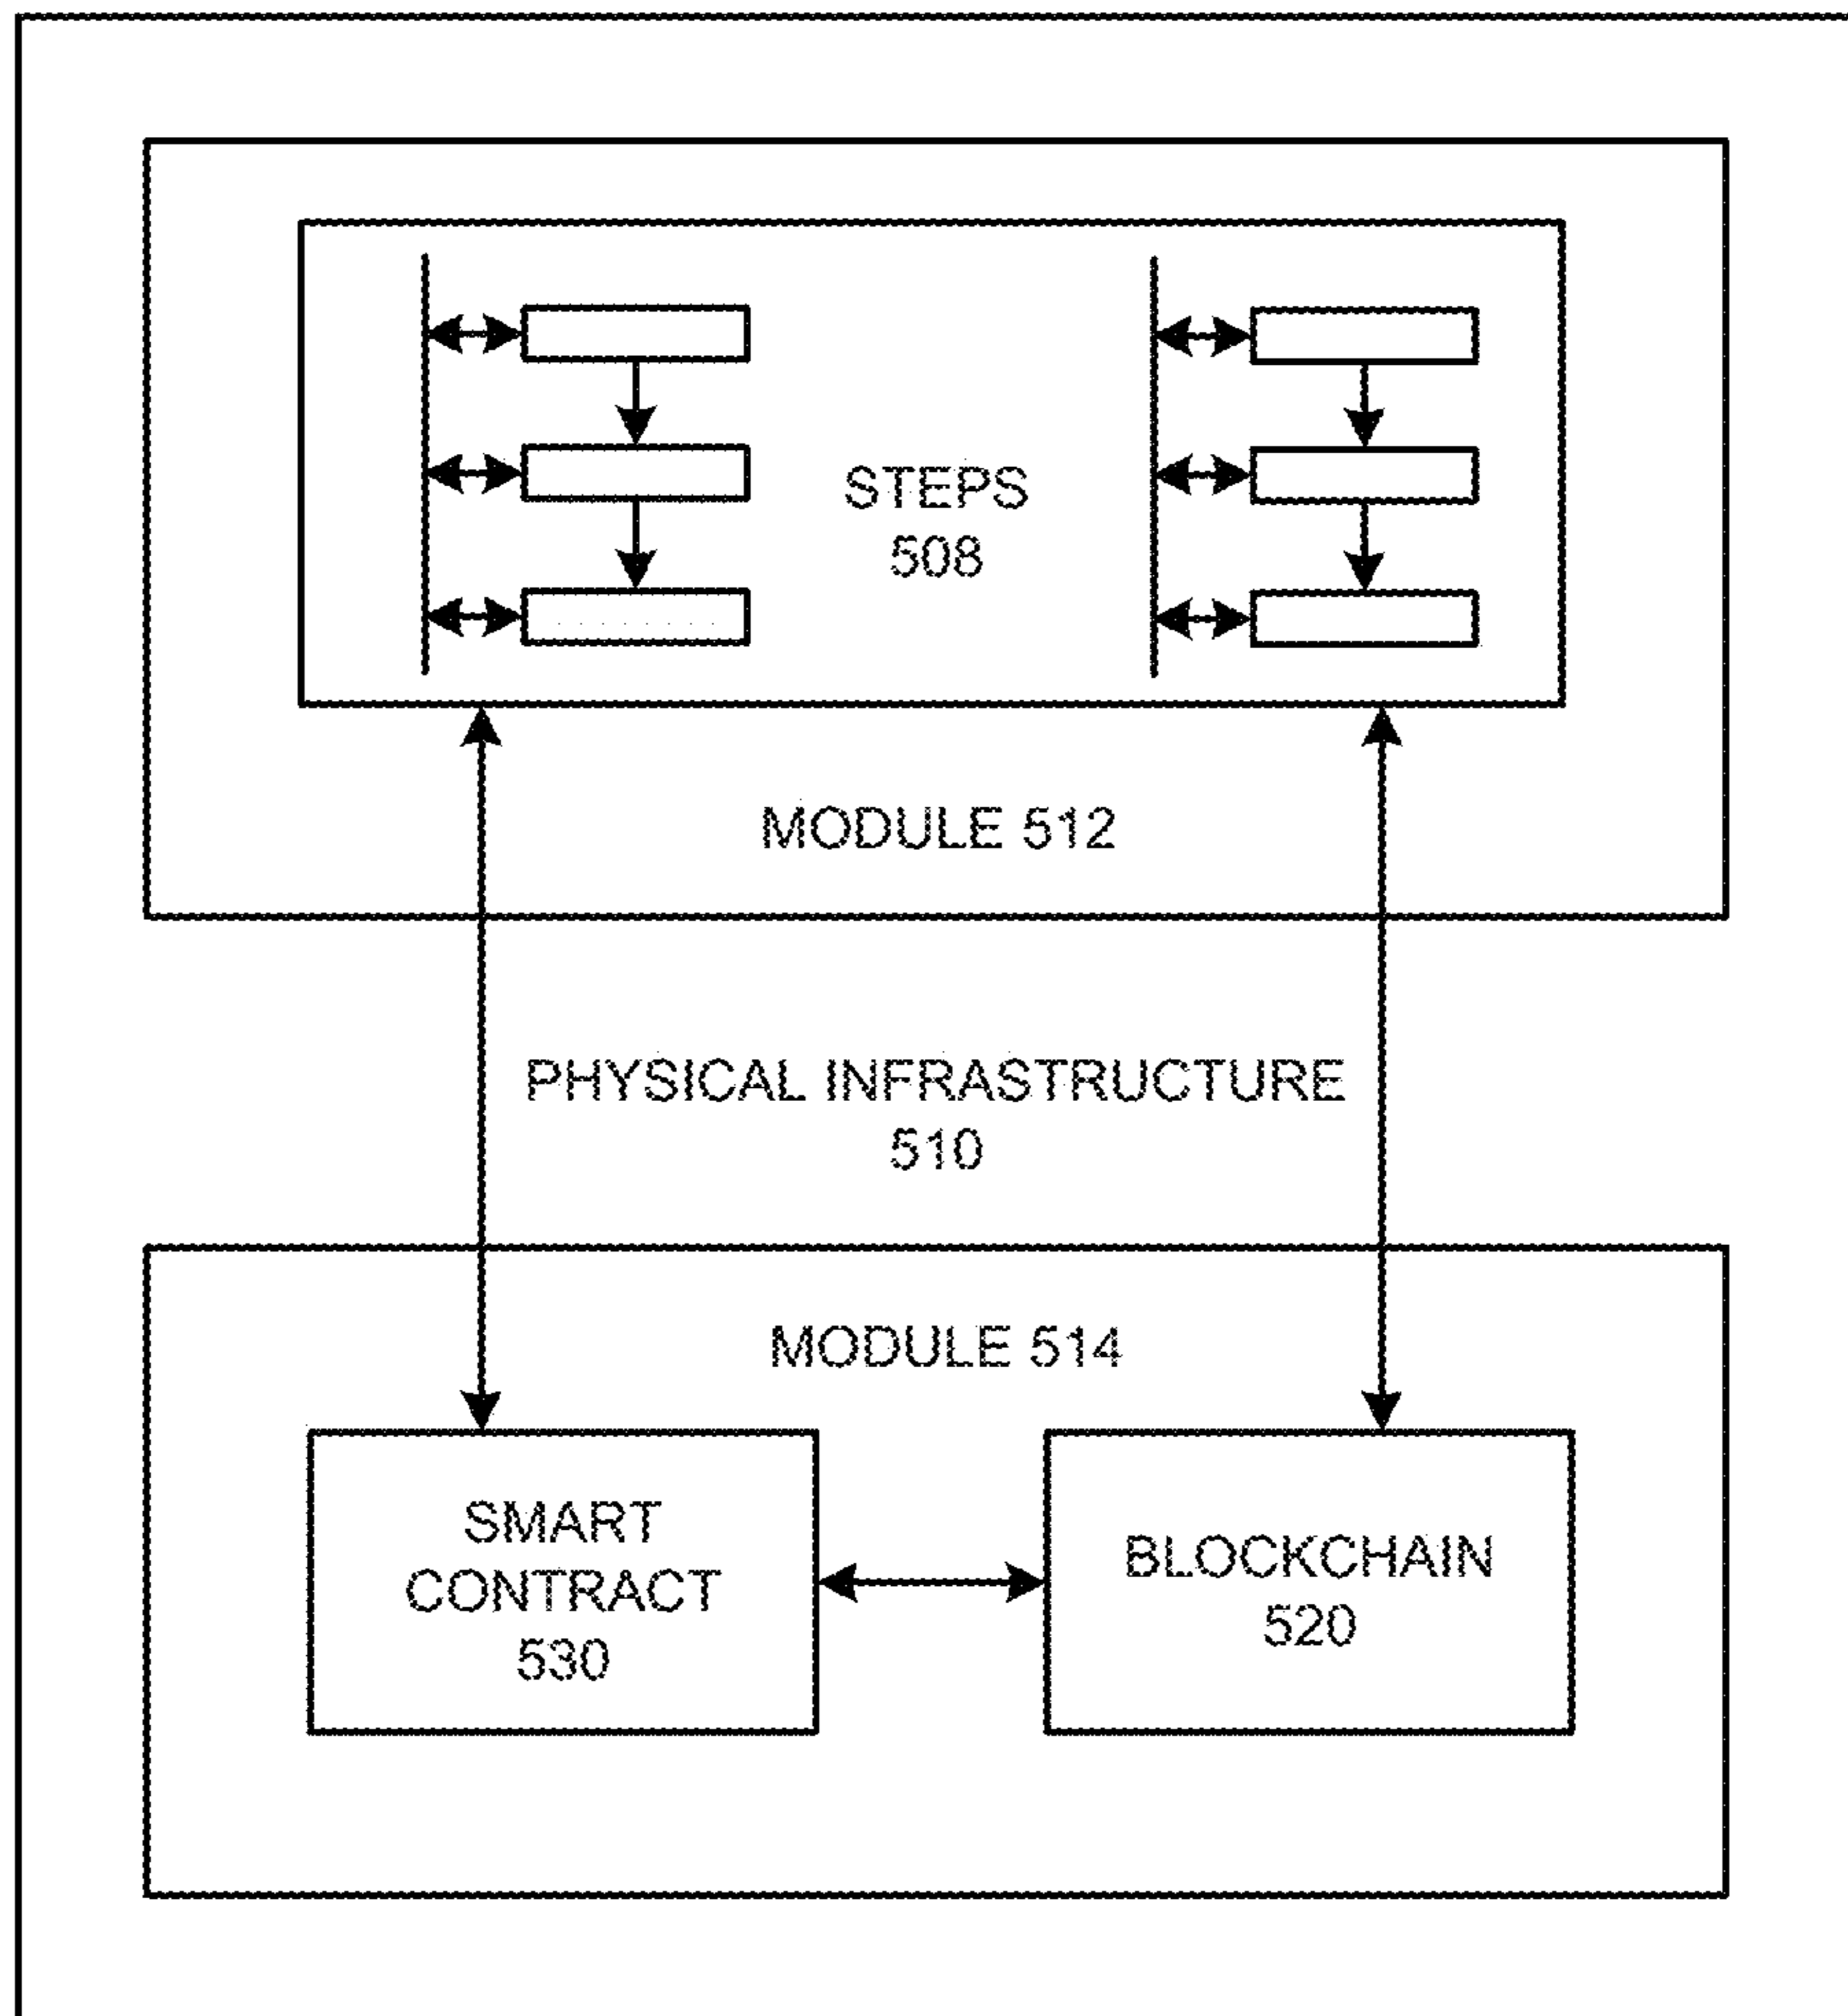 STEPS
508
MODULE 512
PHYSICAL INFRASTRUCTURE
510
MODULE 514
SMART
CONTRACT
530
BLOCKCHAIN
520